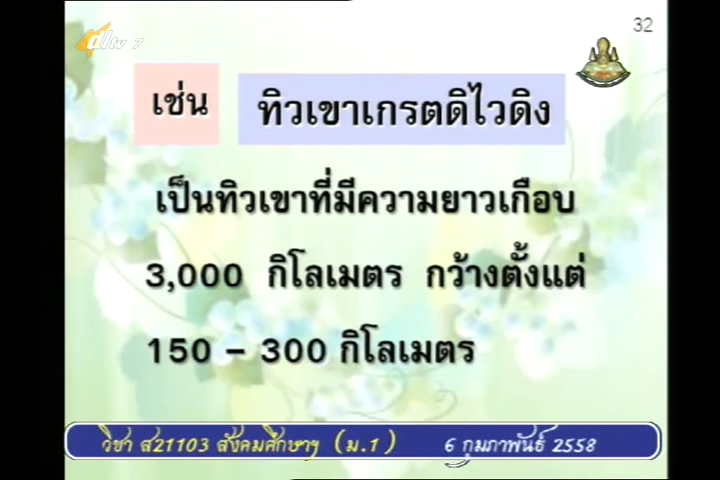 dltv 7
32
เช่น ทิวเขาเกรตดิไวดิง
เป็นทิวเขาที่มีความยาวเกือบ
3,000 กิโลเมตร กว้างตั้งแต่
150 – 300 กิโลเมตร
วิชา ส21103 สังคมศึกษาฯ (ม.1) 6 กุมภาพันธ์ 2558